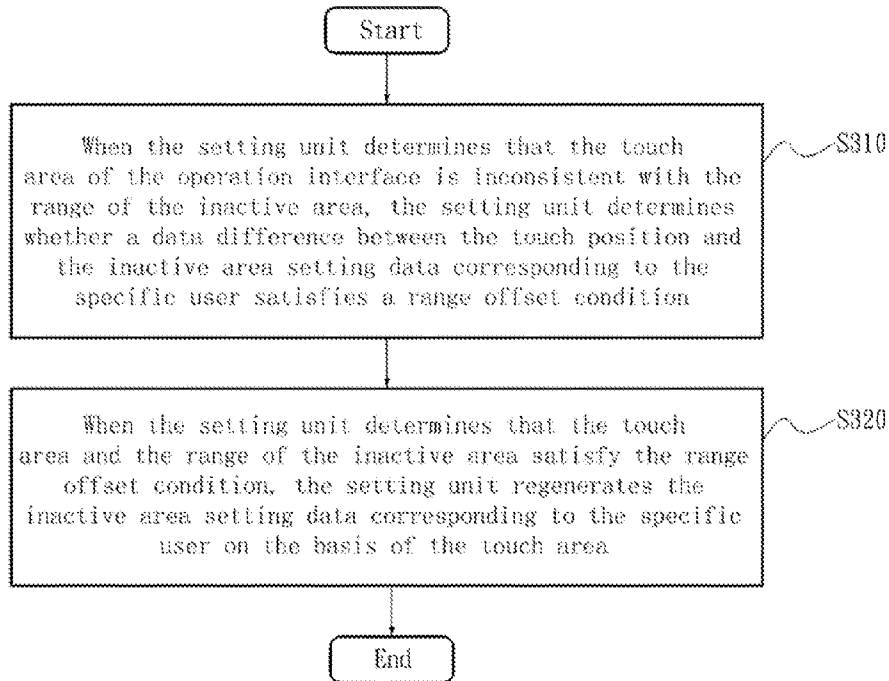 Start
When the setting unit determines that the touch
area of the operation interface is inconsistent with the
range of the inactive area, the setting unit determines
whether a data difference between the touch position and
the inactive area setting data corresponding to the
specific user satisfies a range offset condition
S310
When the setting unit determines that the touch
area and the range of the inactive area satisfy the range
offset condition, the setting unit regenerates the
inactive area setting data corresponding to the specific
user on the basis of the touch area
S320
End